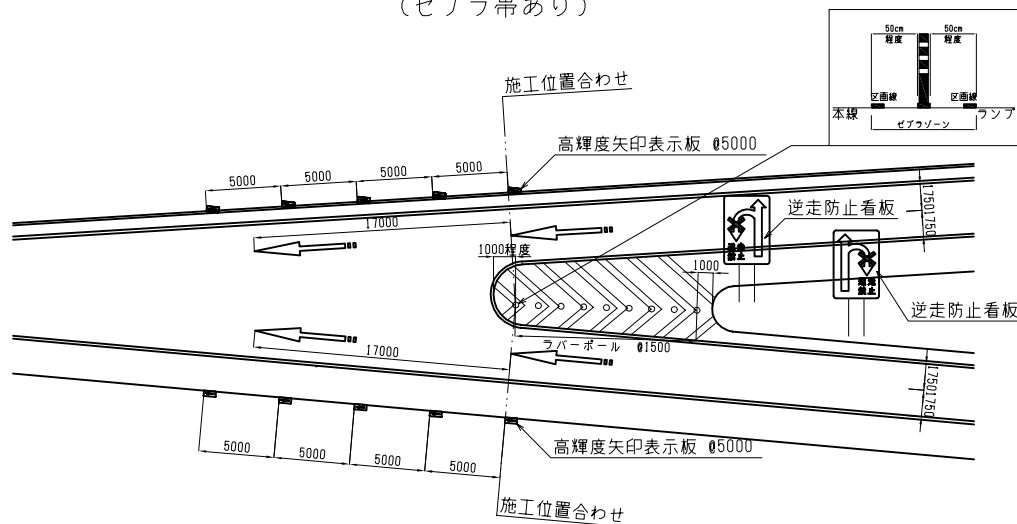 (ゼブラ帯あり)
50cm
程度
50cm
程度
区画線
区画線
本線
ランプ
ゼブラゾーン
施工位置合わせ
高輝度矢印表示板 @5000
5000
5000
5000
5000
17000
1000程度
1000
逆走防止看板
逆走防止看板
17501750
17000
ラバーポール @1500
17501750
5000
5000
5000
5000
高輝度矢印表示板 @5000
施工位置合わせ